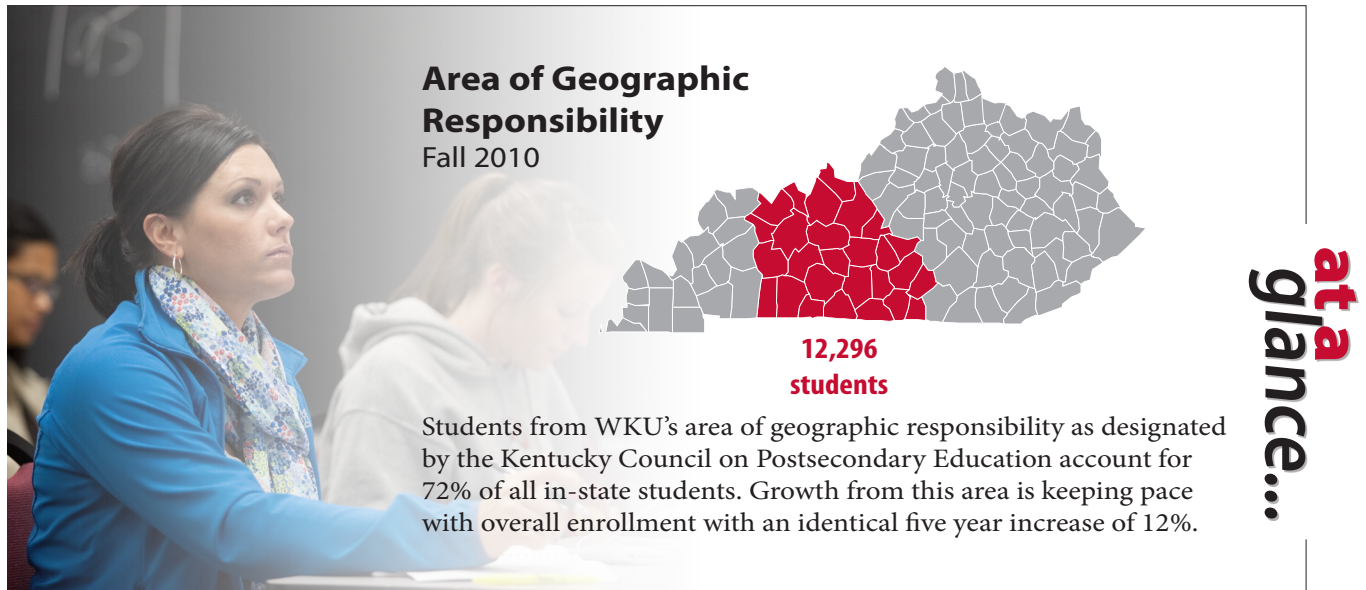 Area of Geographic
Responsibility
Fall 2010
12,296
students
Students from WKU’s area of geographic responsibility as designated
by the Kentucky Council on Postsecondary Education account for
72% of all in-state students. Growth from this area is keeping pace
with overall enrollment with an identical five year increase of 12%.
at a
glance...